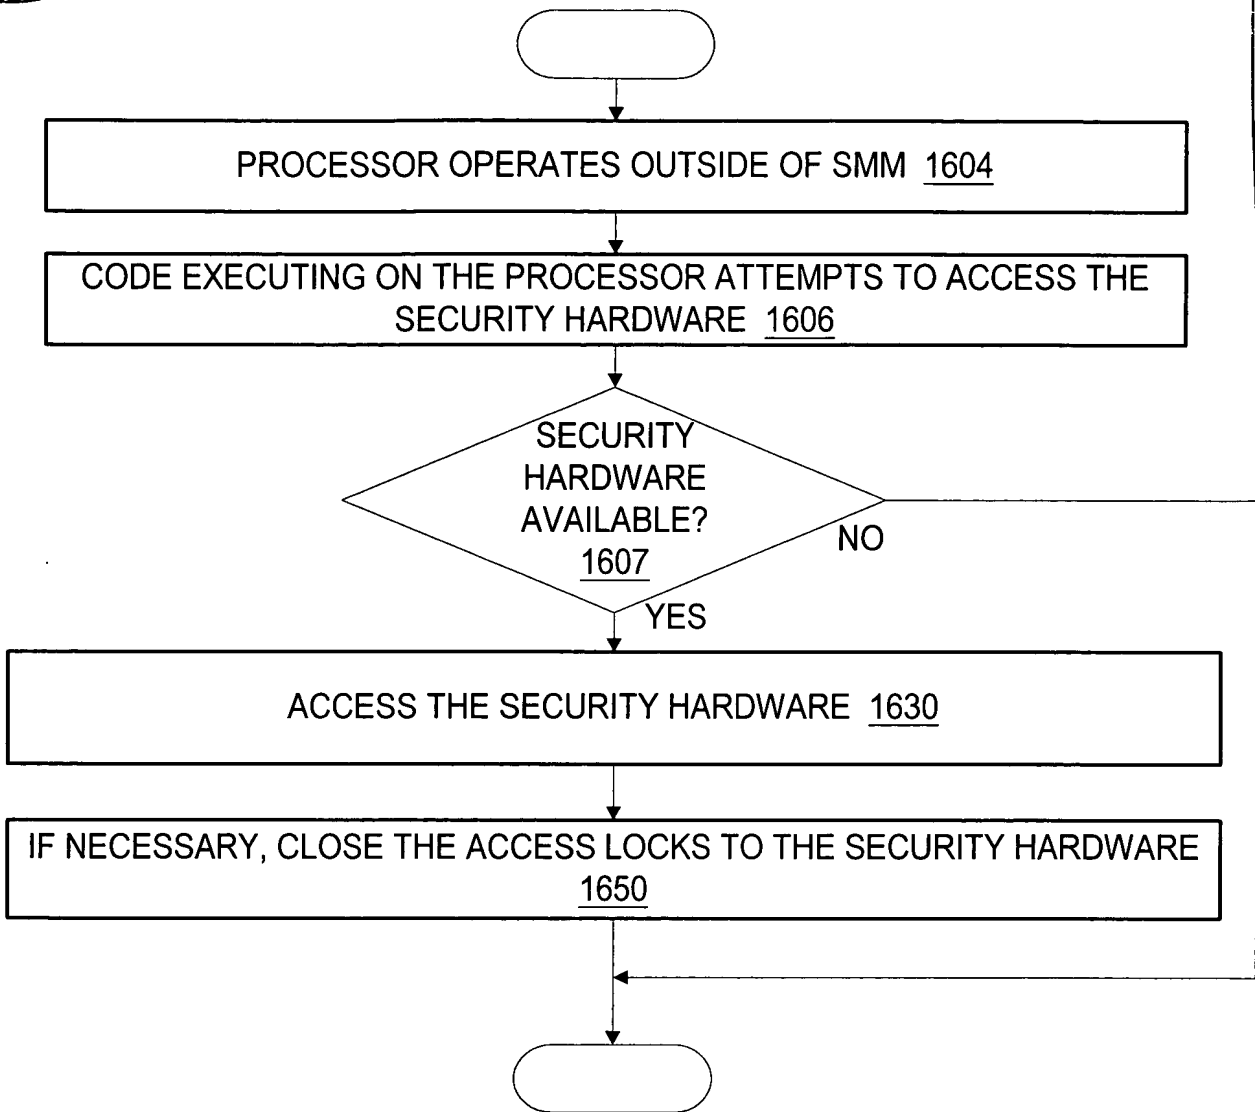 PROCESSOR OPERATES OUTSIDE OF SMM 1604
CODE EXECUTING ON THE PROCESSOR ATTEMPTS TO ACCESS THE
SECURITY HARDWARE 1606
SECURITY
HARDWARE
AVAILABLE?
1607
NO
YES
ACCESS THE SECURITY HARDWARE 1630
IF NECESSARY, CLOSE THE ACCESS LOCKS TO THE SECURITY HARDWARE
1650